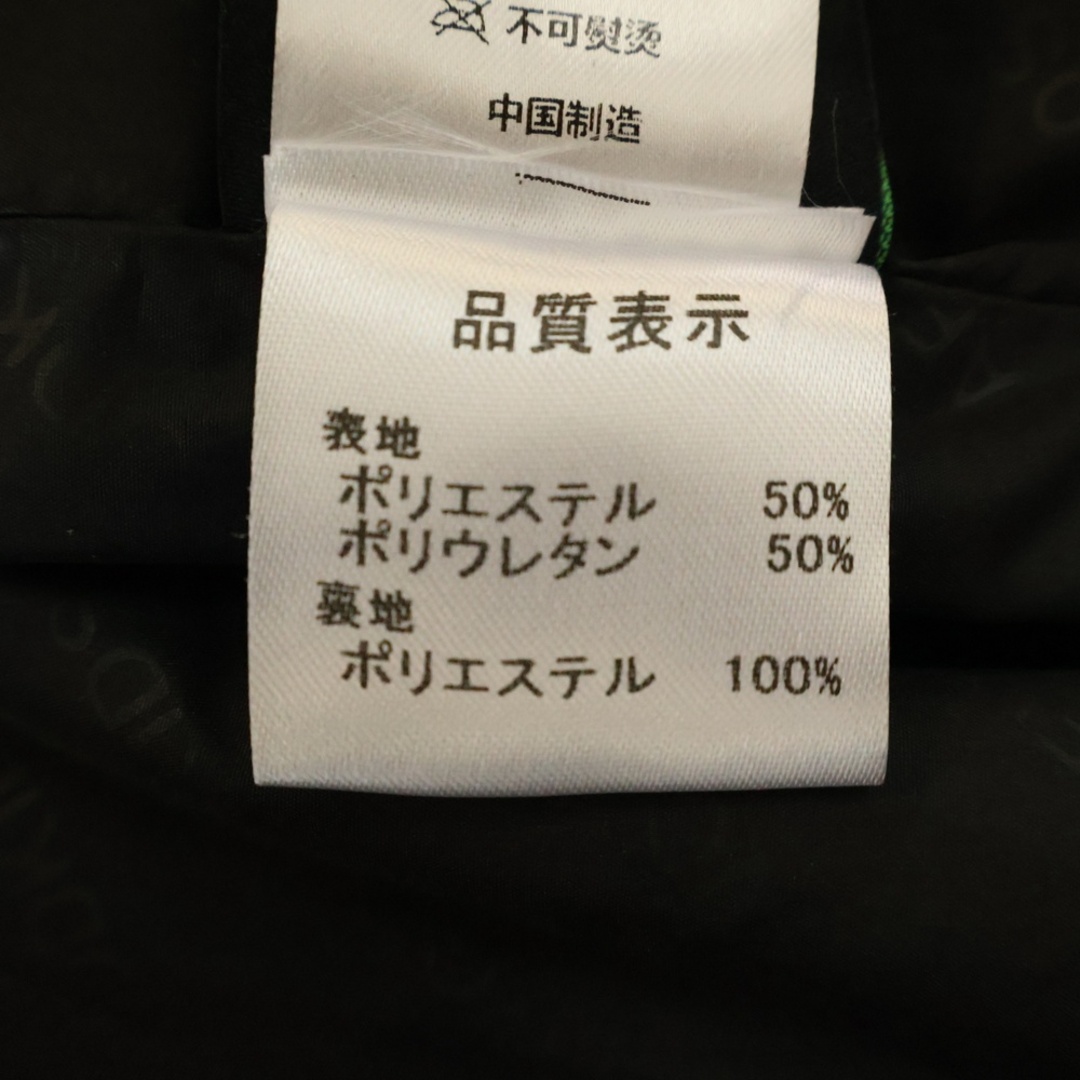 不可熨烫
中国制造
品質表示
表地
ポリエステル 50%
ポリウレタン 50%
裏地
ポリエステル 100%